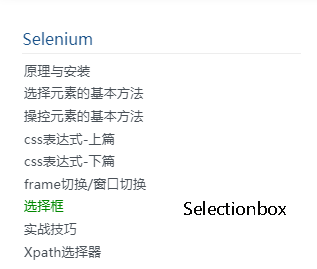 Selenium
原理与安装
选择元素的基本方法
操控元素的基本方法
css表达式-上篇
css表达式-下篇
frame切换/窗口切换
选择框
Selectionbox
实战技巧
Xpath选择器